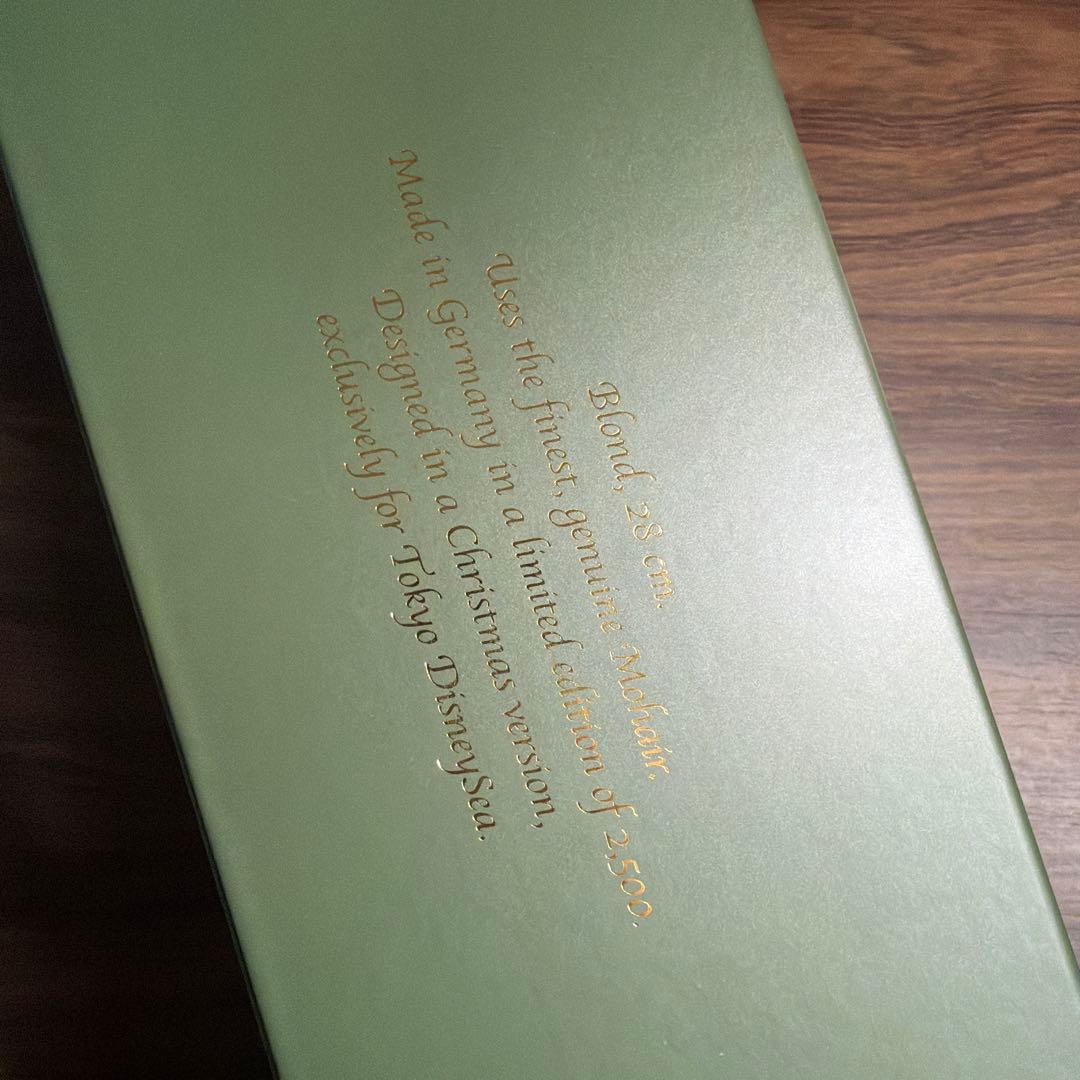 Blond, 28 cm.
Uses the finest, genuine Mohair.
Made in Germany in a limited edition of 2,500.
Designed in a Christmas version,
exclusively for Tokyo DisneySea.